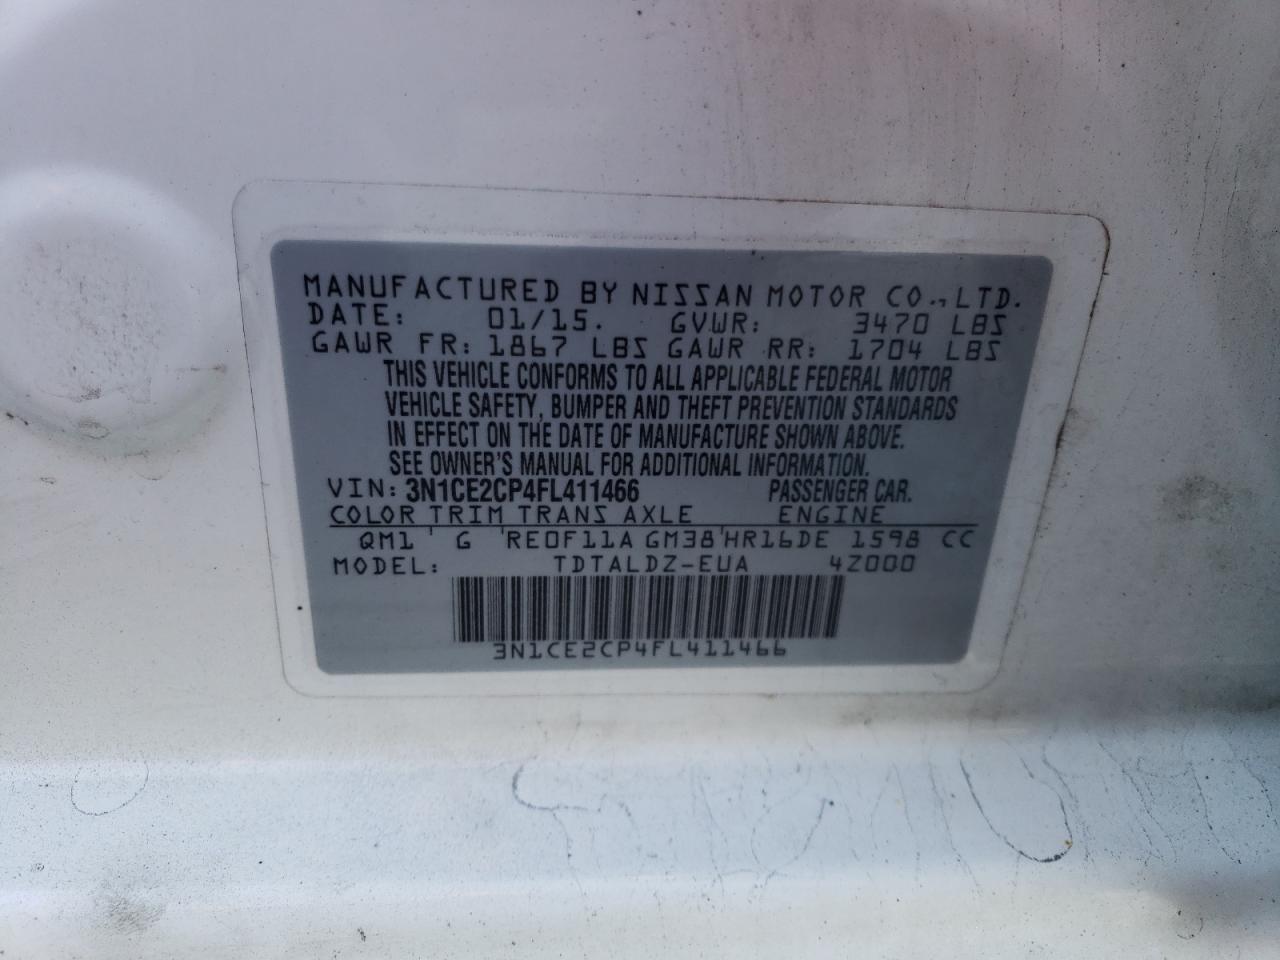 MANUFACTURED BY NISSAN MOTOR CO., LTD.
DATE: 01/15. GVWR: 3470 LBS
GAWR FR: 1867 LBS GAWR RR: 1704 LBS
THIS VEHICLE CONFORMS TO ALL APPLICABLE FEDERAL MOTOR
VEHICLE SAFETY, BUMPER AND THEFT PREVENTION STANDARDS
IN EFFECT ON THE DATE OF MANUFACTURE SHOWN ABOVE.
SEE OWNER'S MANUAL FOR ADDITIONAL INFORMATION.
VIN: 3N1CE2CP4FL411466 PASSENGER CAR.
COLOR TRIM TRANS AXLE ENGINE
QM1 ' G ' RE0F11A GM38 ' HR16DE 1598 CC
MODEL: TDTALDZ-EUA 4Z000
3N1CE2CP4FL411466